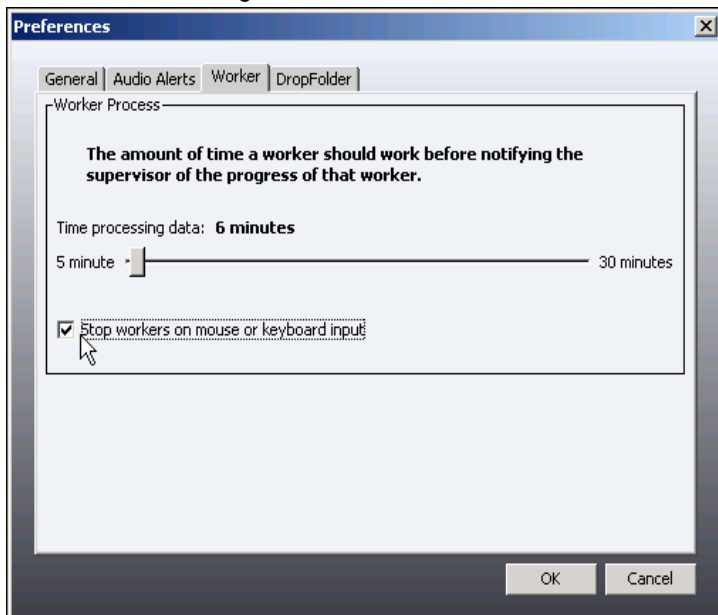 Preferences
General
Audio Alerts
Worker
DropFolder
Worker Process
The amount of time a worker should work before notifying the
supervisor of the progress of that worker.
Time processing data: 6 minutes
5 minute
30 minutes
Stop workers on mouse or keyboard input
OK
Cancel